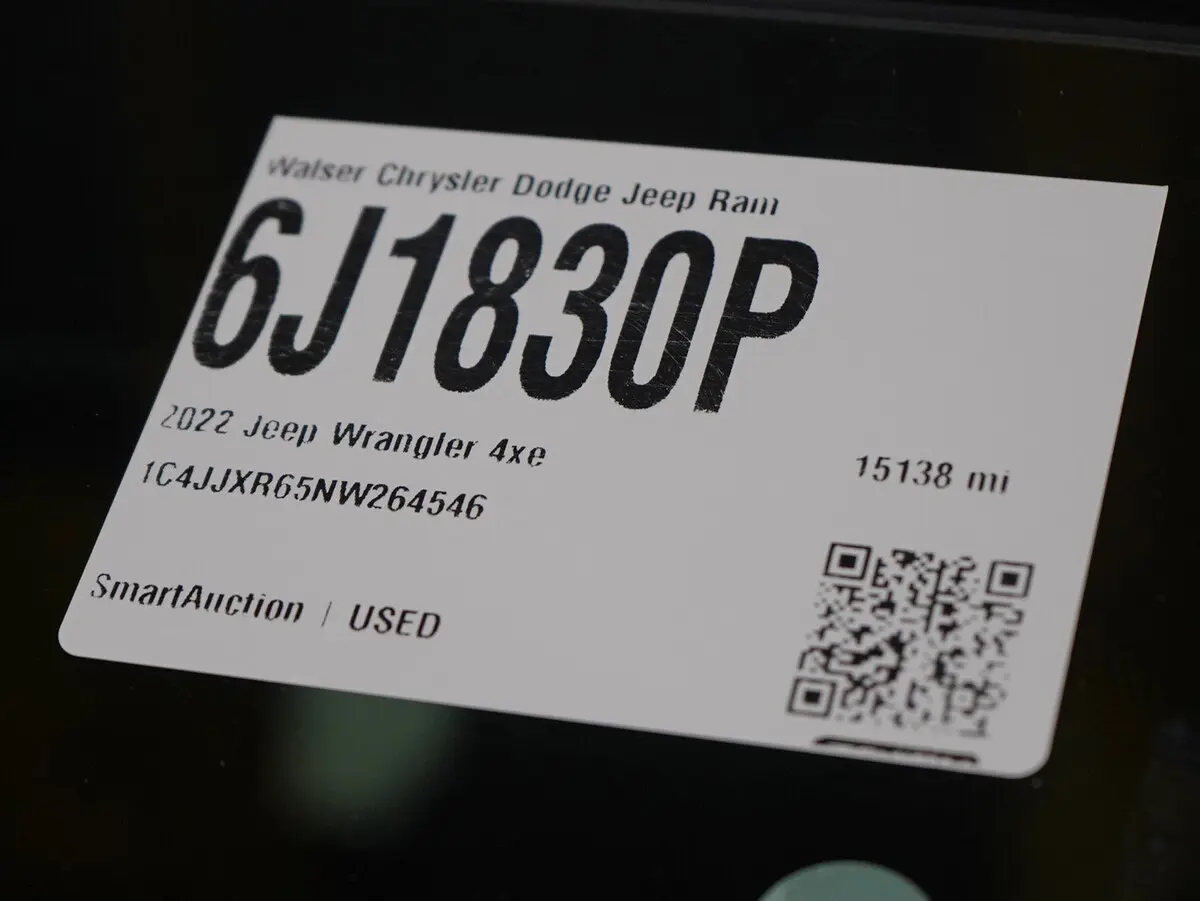 Walser Chrysler Dodge Jeep Ram
6J1830P
2022 Jeep Wrangler 4xe
15138 mi
1C4JJXR65NW264546
SmartAuction | USED